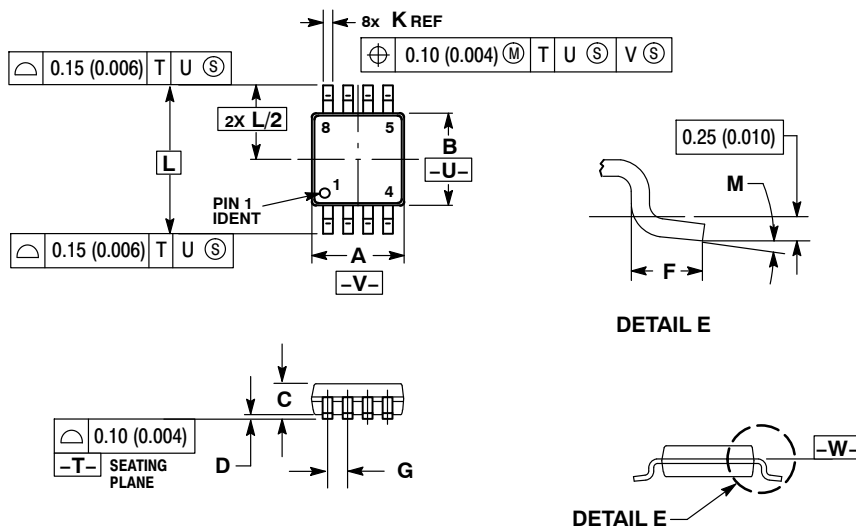 8x K REF
⌖ 0.10 (0.004) Ⓜ T U Ⓢ V Ⓢ
⌓ 0.15 (0.006) T U Ⓢ
2X L/2
8 5
B
-U-
L
PIN 1
IDENT
1
4
⌓ 0.15 (0.006) T U Ⓢ
A
-V-
0.25 (0.010)
M
F
DETAIL E
C
⌓ 0.10 (0.004)
-T- SEATING
PLANE
D
G
-W-
DETAIL E